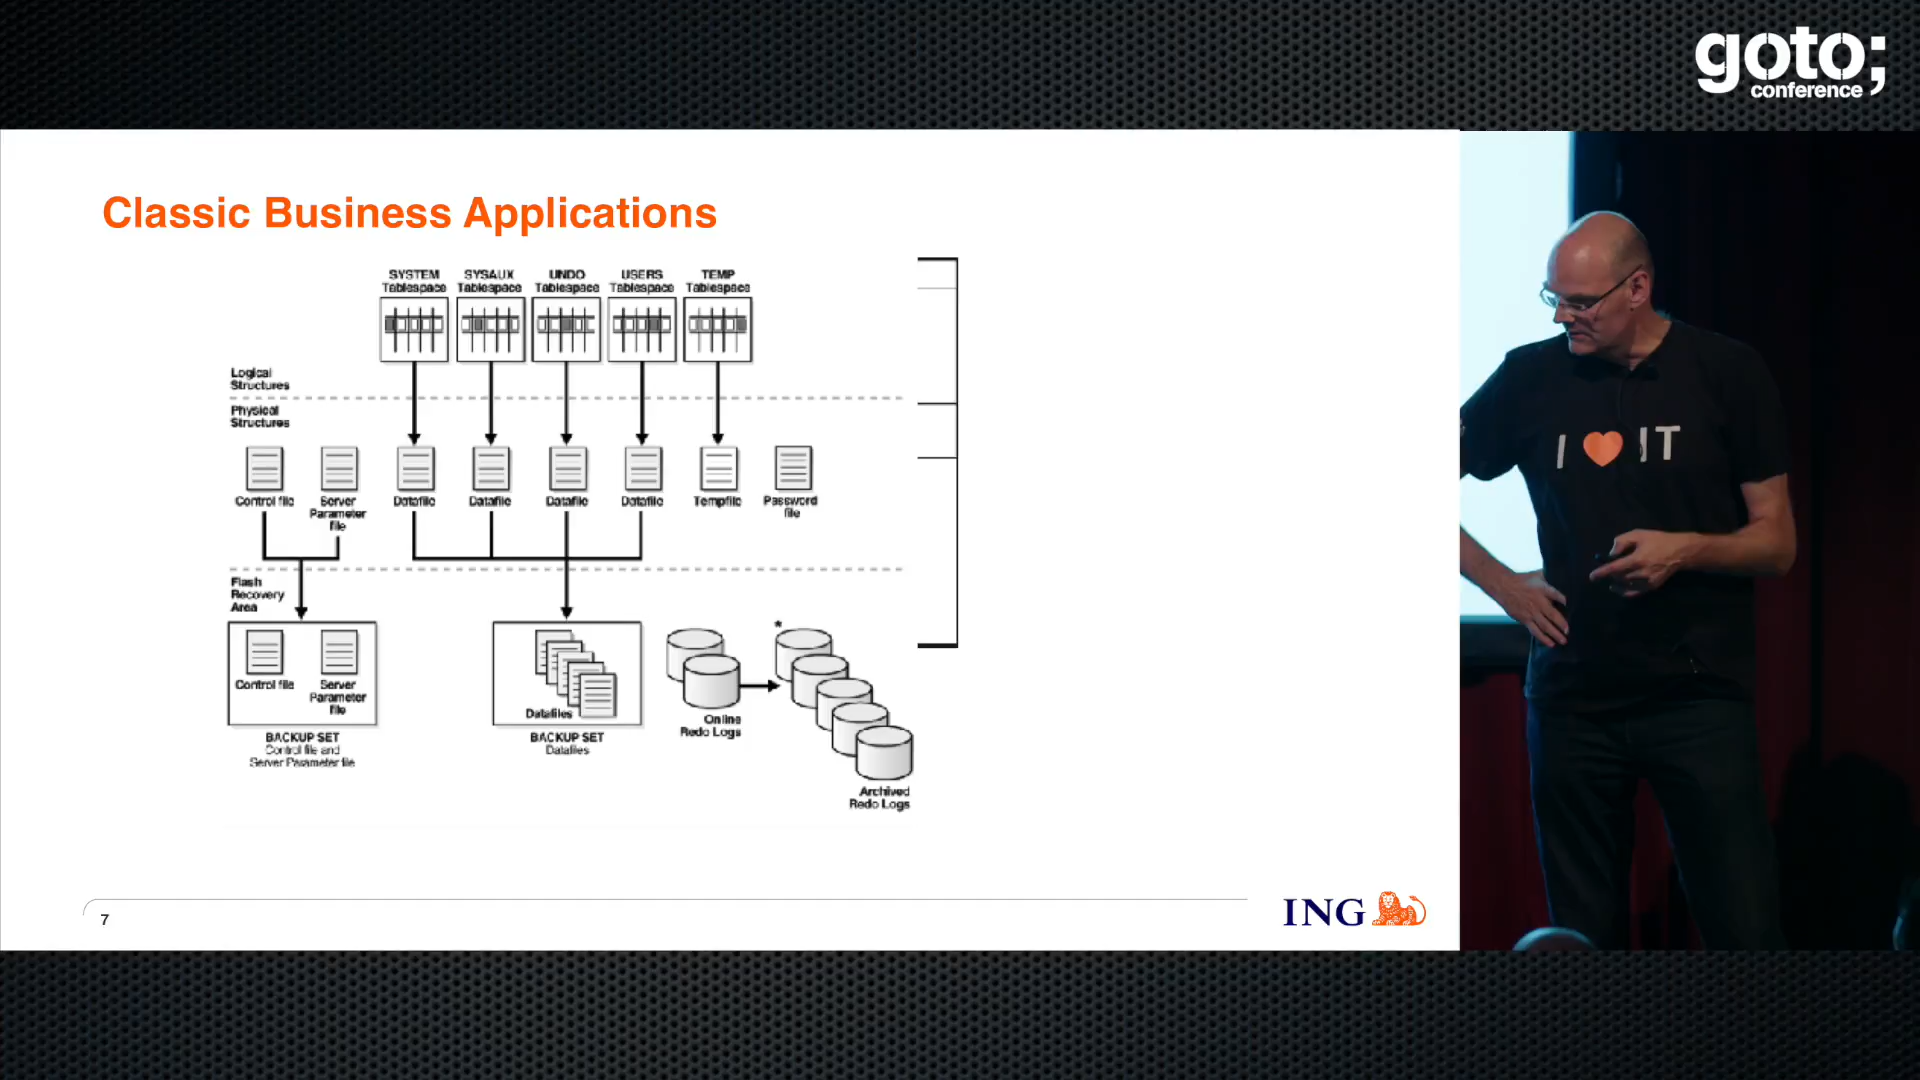 goto;
conference
Classic Business Applications
SYSTEM Tablespace
SYSAUX Tablespace
UNDO Tablespace
USERS Tablespace
TEMP Tablespace
Logical
Structures
Physical
Structures
Control file
Server
Parameter
file
Datafile
Datafile
Datafile
Datafile
Tempfile
Password
file
Flash
Recovery
Area
Control file
Server
Parameter
file
BACKUP SET
Control file and
Server Parameter file
Datafiles
BACKUP SET
Datafiles
Online
Redo Logs
*
Archived
Redo Logs
7
ING
I ❤ IT